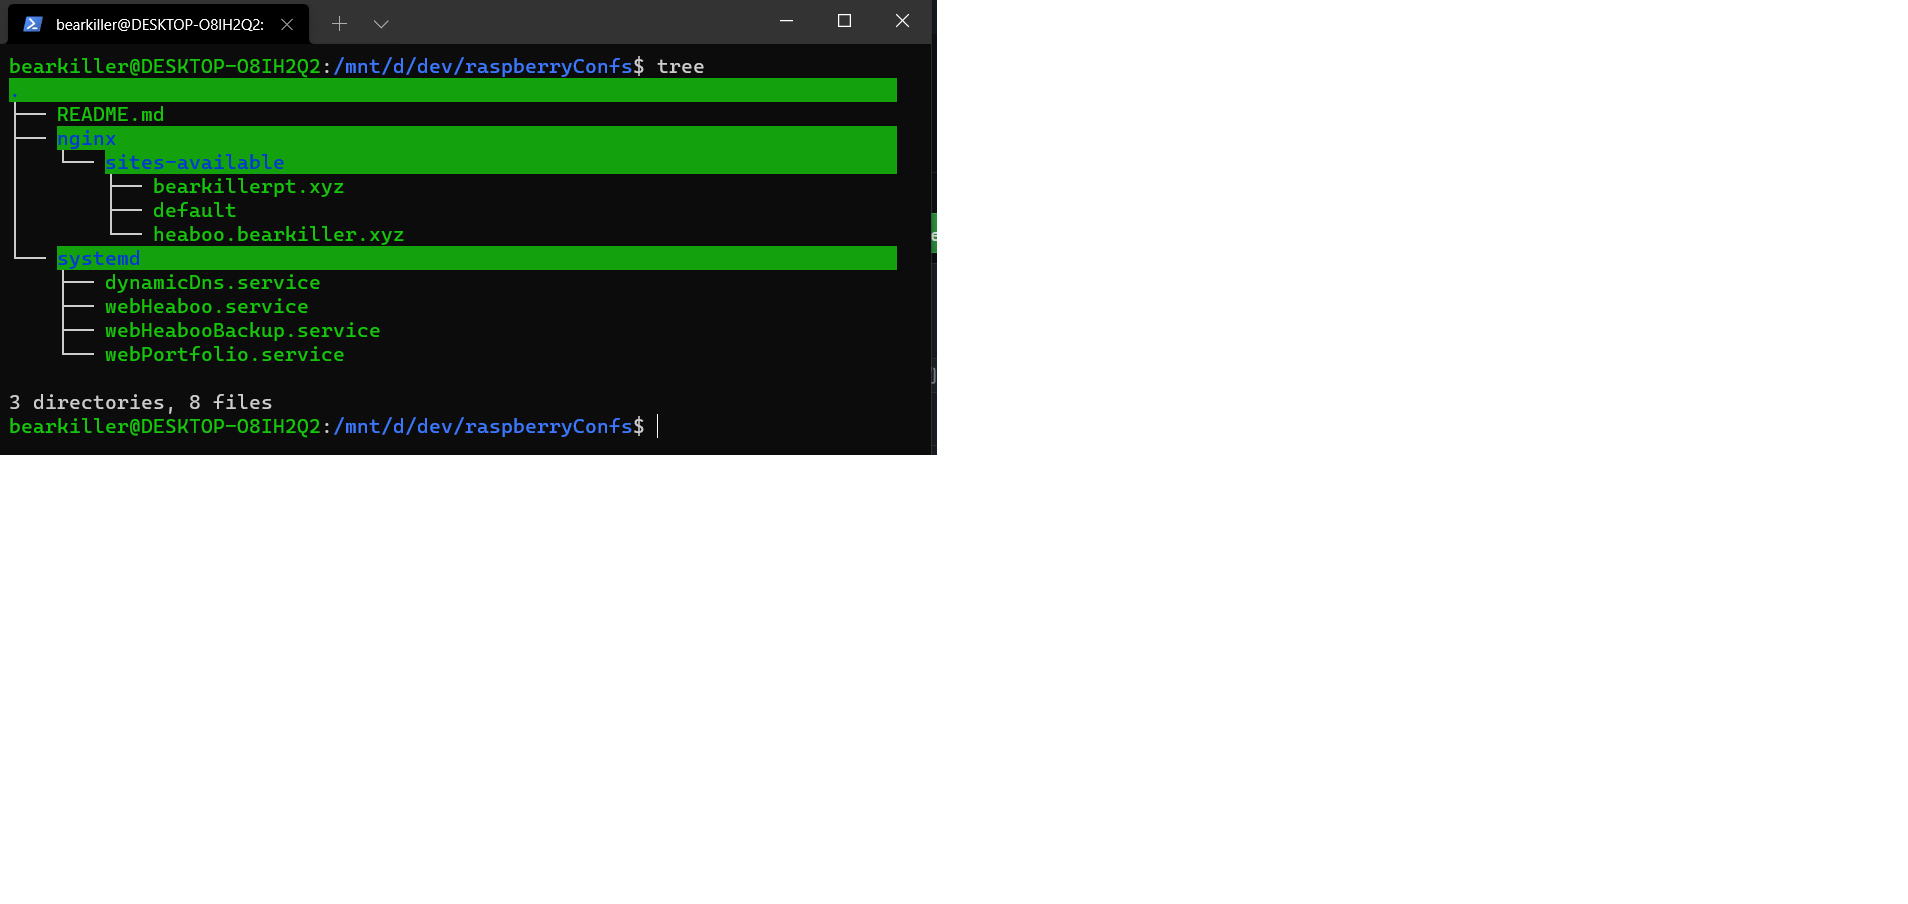 bearkiller@DESKTOP-O8IH2Q2:
bearkiller@DESKTOP-O8IH2Q2:/mnt/d/dev/raspberryConfs$ tree
.
├── README.md
├── nginx
│   └── sites-available
│       ├── bearkillerpt.xyz
│       ├── default
│       └── heaboo.bearkiller.xyz
└── systemd
    ├── dynamicDns.service
    ├── webHeaboo.service
    ├── webHeabooBackup.service
    └── webPortfolio.service
3 directories, 8 files
bearkiller@DESKTOP-O8IH2Q2:/mnt/d/dev/raspberryConfs$